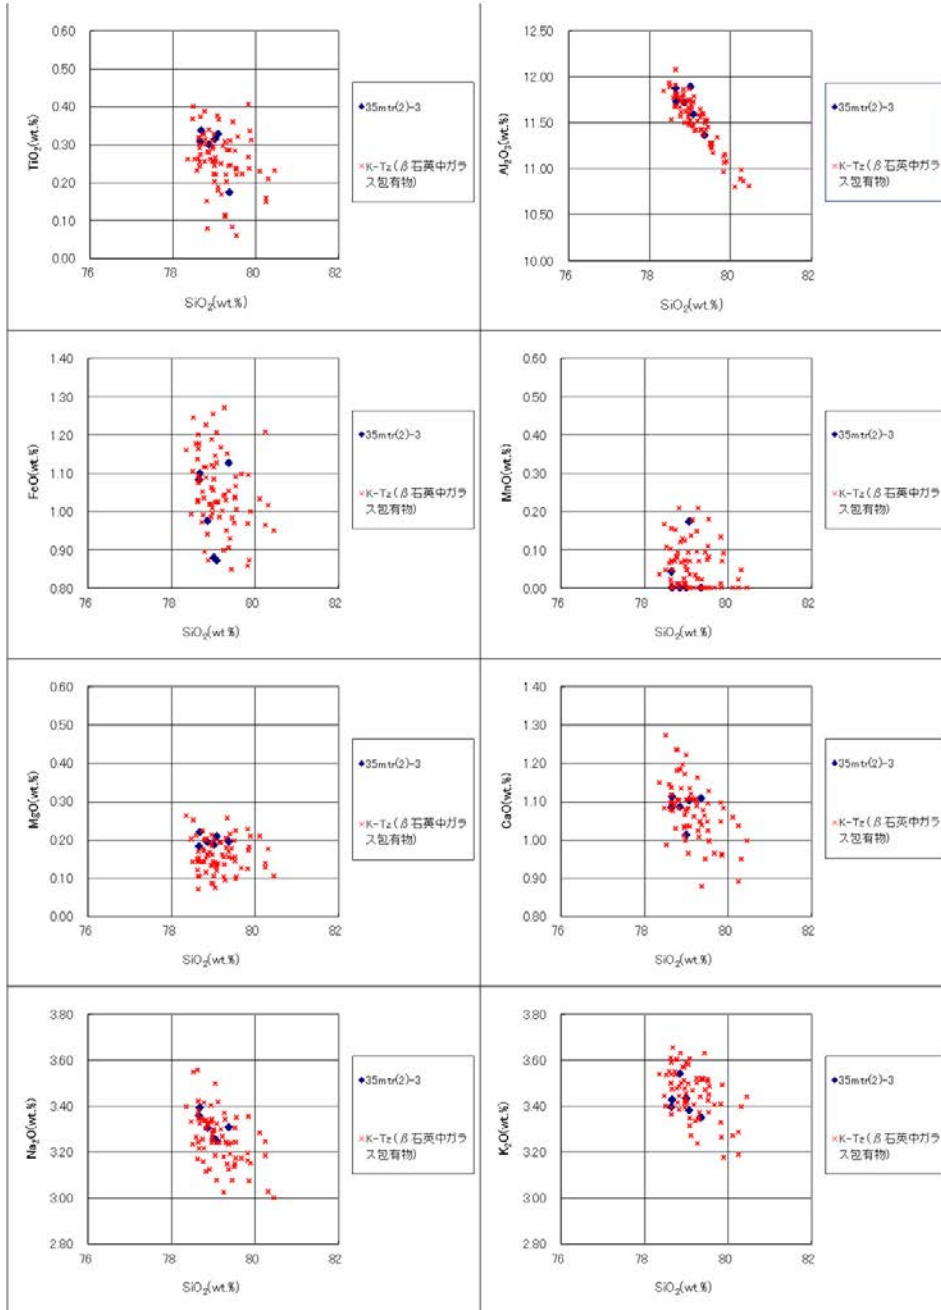 0.60
0.50
0.40
0.30
0.20
0.10
0.00
TiO₂(wt.%)
76
78
80
82
SiO₂(wt.%)
35mtr(2)-3
K-Tz(β石英中ガラ
ス包有物)
12.50
12.00
11.50
11.00
10.50
10.00
Al₂O₃(wt.%)
76
78
80
82
SiO₂(wt.%)
35mtr(2)-3
K-Tz(β石英中ガラ
ス包有物)
1.40
1.30
1.20
1.10
1.00
0.90
0.80
FeO(wt.%)
76
78
80
82
SiO₂(wt.%)
35mtr(2)-3
K-Tz(β石英中ガラ
ス包有物)
0.60
0.50
0.40
0.30
0.20
0.10
0.00
MnO(wt.%)
76
78
80
82
SiO₂(wt.%)
35mtr(2)-3
K-Tz(β石英中ガラ
ス包有物)
0.60
0.50
0.40
0.30
0.20
0.10
0.00
MgO(wt.%)
76
78
80
82
SiO₂(wt.%)
35mtr(2)-3
K-Tz(β石英中ガラ
ス包有物)
1.40
1.30
1.20
1.10
1.00
0.90
0.80
CaO(wt.%)
76
78
80
82
SiO₂(wt.%)
35mtr(2)-3
K-Tz(β石英中ガラ
ス包有物)
3.80
3.60
3.40
3.20
3.00
2.80
Na₂O(wt.%)
76
78
80
82
SiO₂(wt.%)
35mtr(2)-3
K-Tz(β石英中ガラ
ス包有物)
3.80
3.60
3.40
3.20
3.00
2.80
K₂O(wt.%)
76
78
80
82
SiO₂(wt.%)
35mtr(2)-3
K-Tz(β石英中ガラ
ス包有物)